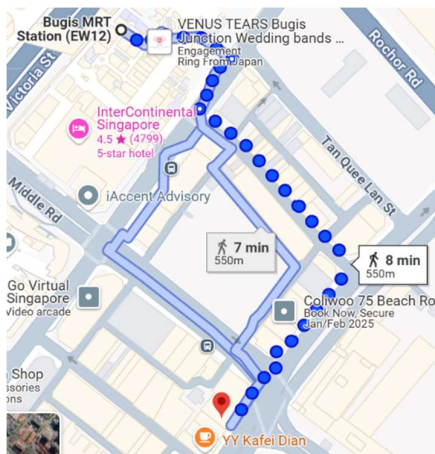 Bugis MRT
Station (EW12)
VENUS TEARS Bugis
Junction Wedding bands ...
Engagement
Ring From Japan
Victoria St
Rochor Rd
InterContinental
Singapore
4.5 ★ (4799)
5-star hotel
Tan Quee Lan St
iAccent Advisory
Middle Rd
7 min
550m
8 min
550m
Go Virtual
Singapore
Video arcade
Coliwoo 75 Beach Ro
Book Now, Secure
Jan/Feb 2025
Shop
ssories
ons
YY Kafei Dian